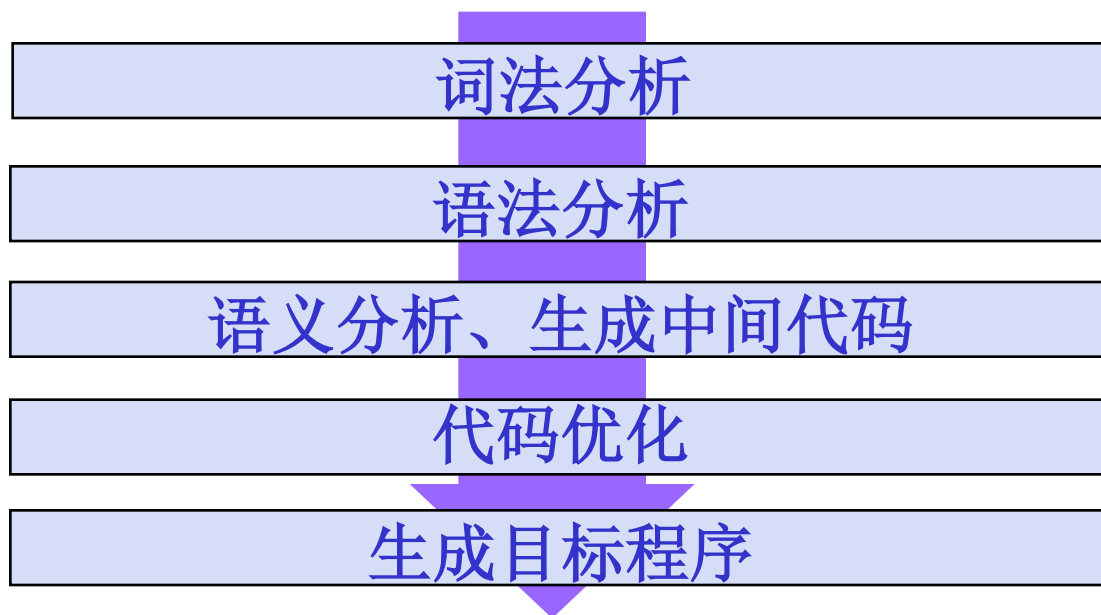 词法分析
语法分析
语义分析、生成中间代码
代码优化
生成目标程序